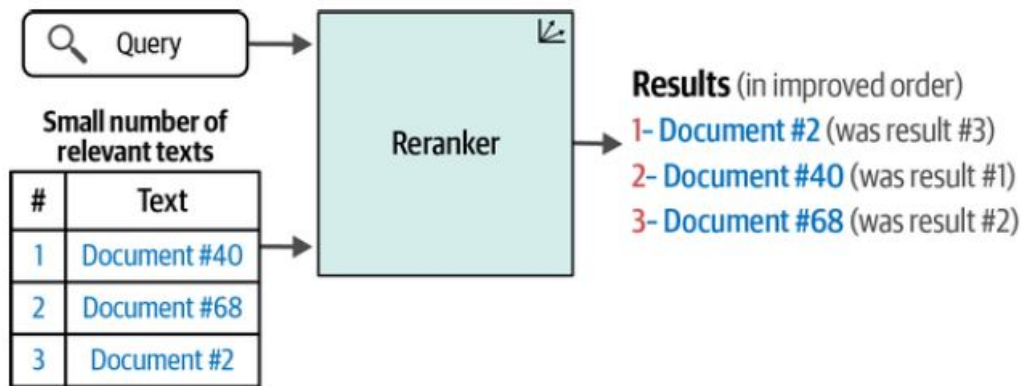 Query
Small number of
relevant texts
# Text
1 Document #40
2 Document #68
3 Document #2
Reranker
Results (in improved order)
1- Document #2 (was result #3)
2- Document #40 (was result #1)
3- Document #68 (was result #2)